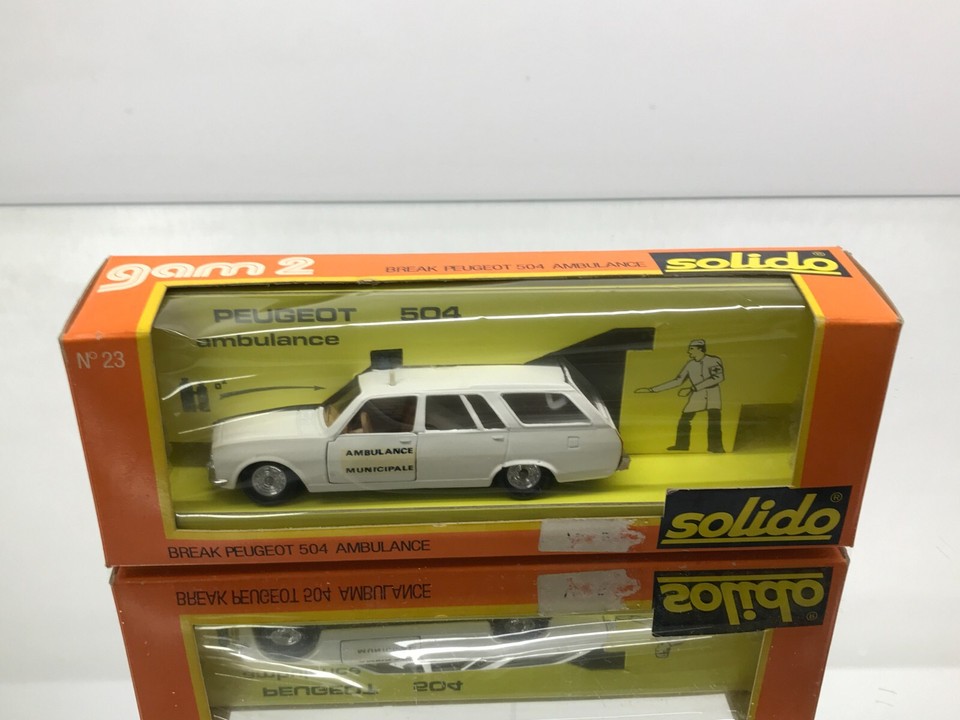 gam 2
BREAK PEUGEOT 504 AMBULANCE
solido®
N° 23
PEUGEOT 504
ambulance
AMBULANCE
MUNICIPALE
BREAK PEUGEOT 504 AMBULANCE
solido®